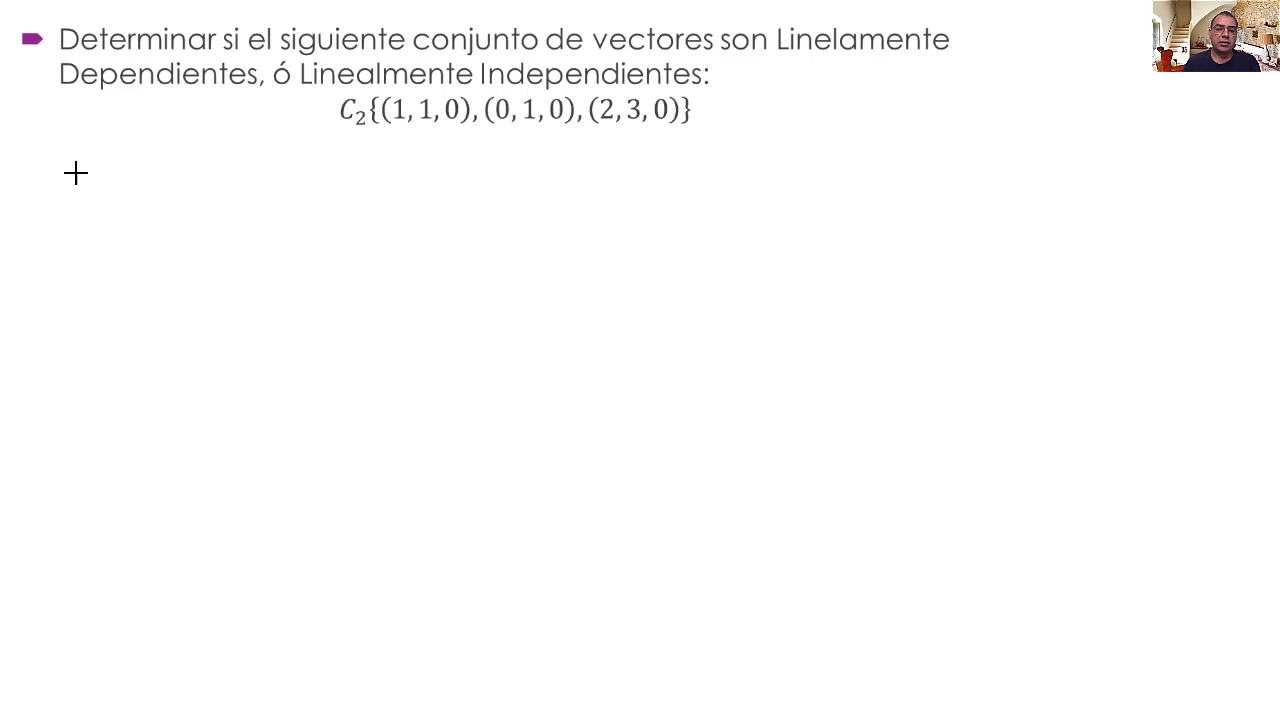 Determinar si el siguiente conjunto de vectores son Linelamente
Dependientes, ó Linealmente Independientes:
C₂{(1, 1, 0), (0, 1, 0), (2, 3, 0)}